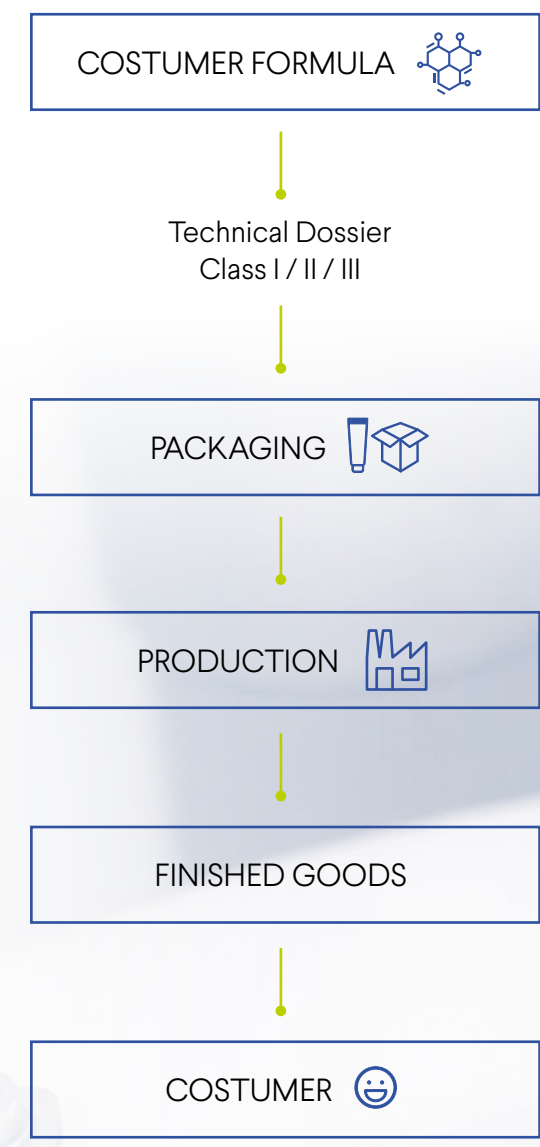 COSTUMER FORMULA
Technical Dossier
Class I / II / III
PACKAGING
PRODUCTION
FINISHED GOODS
COSTUMER